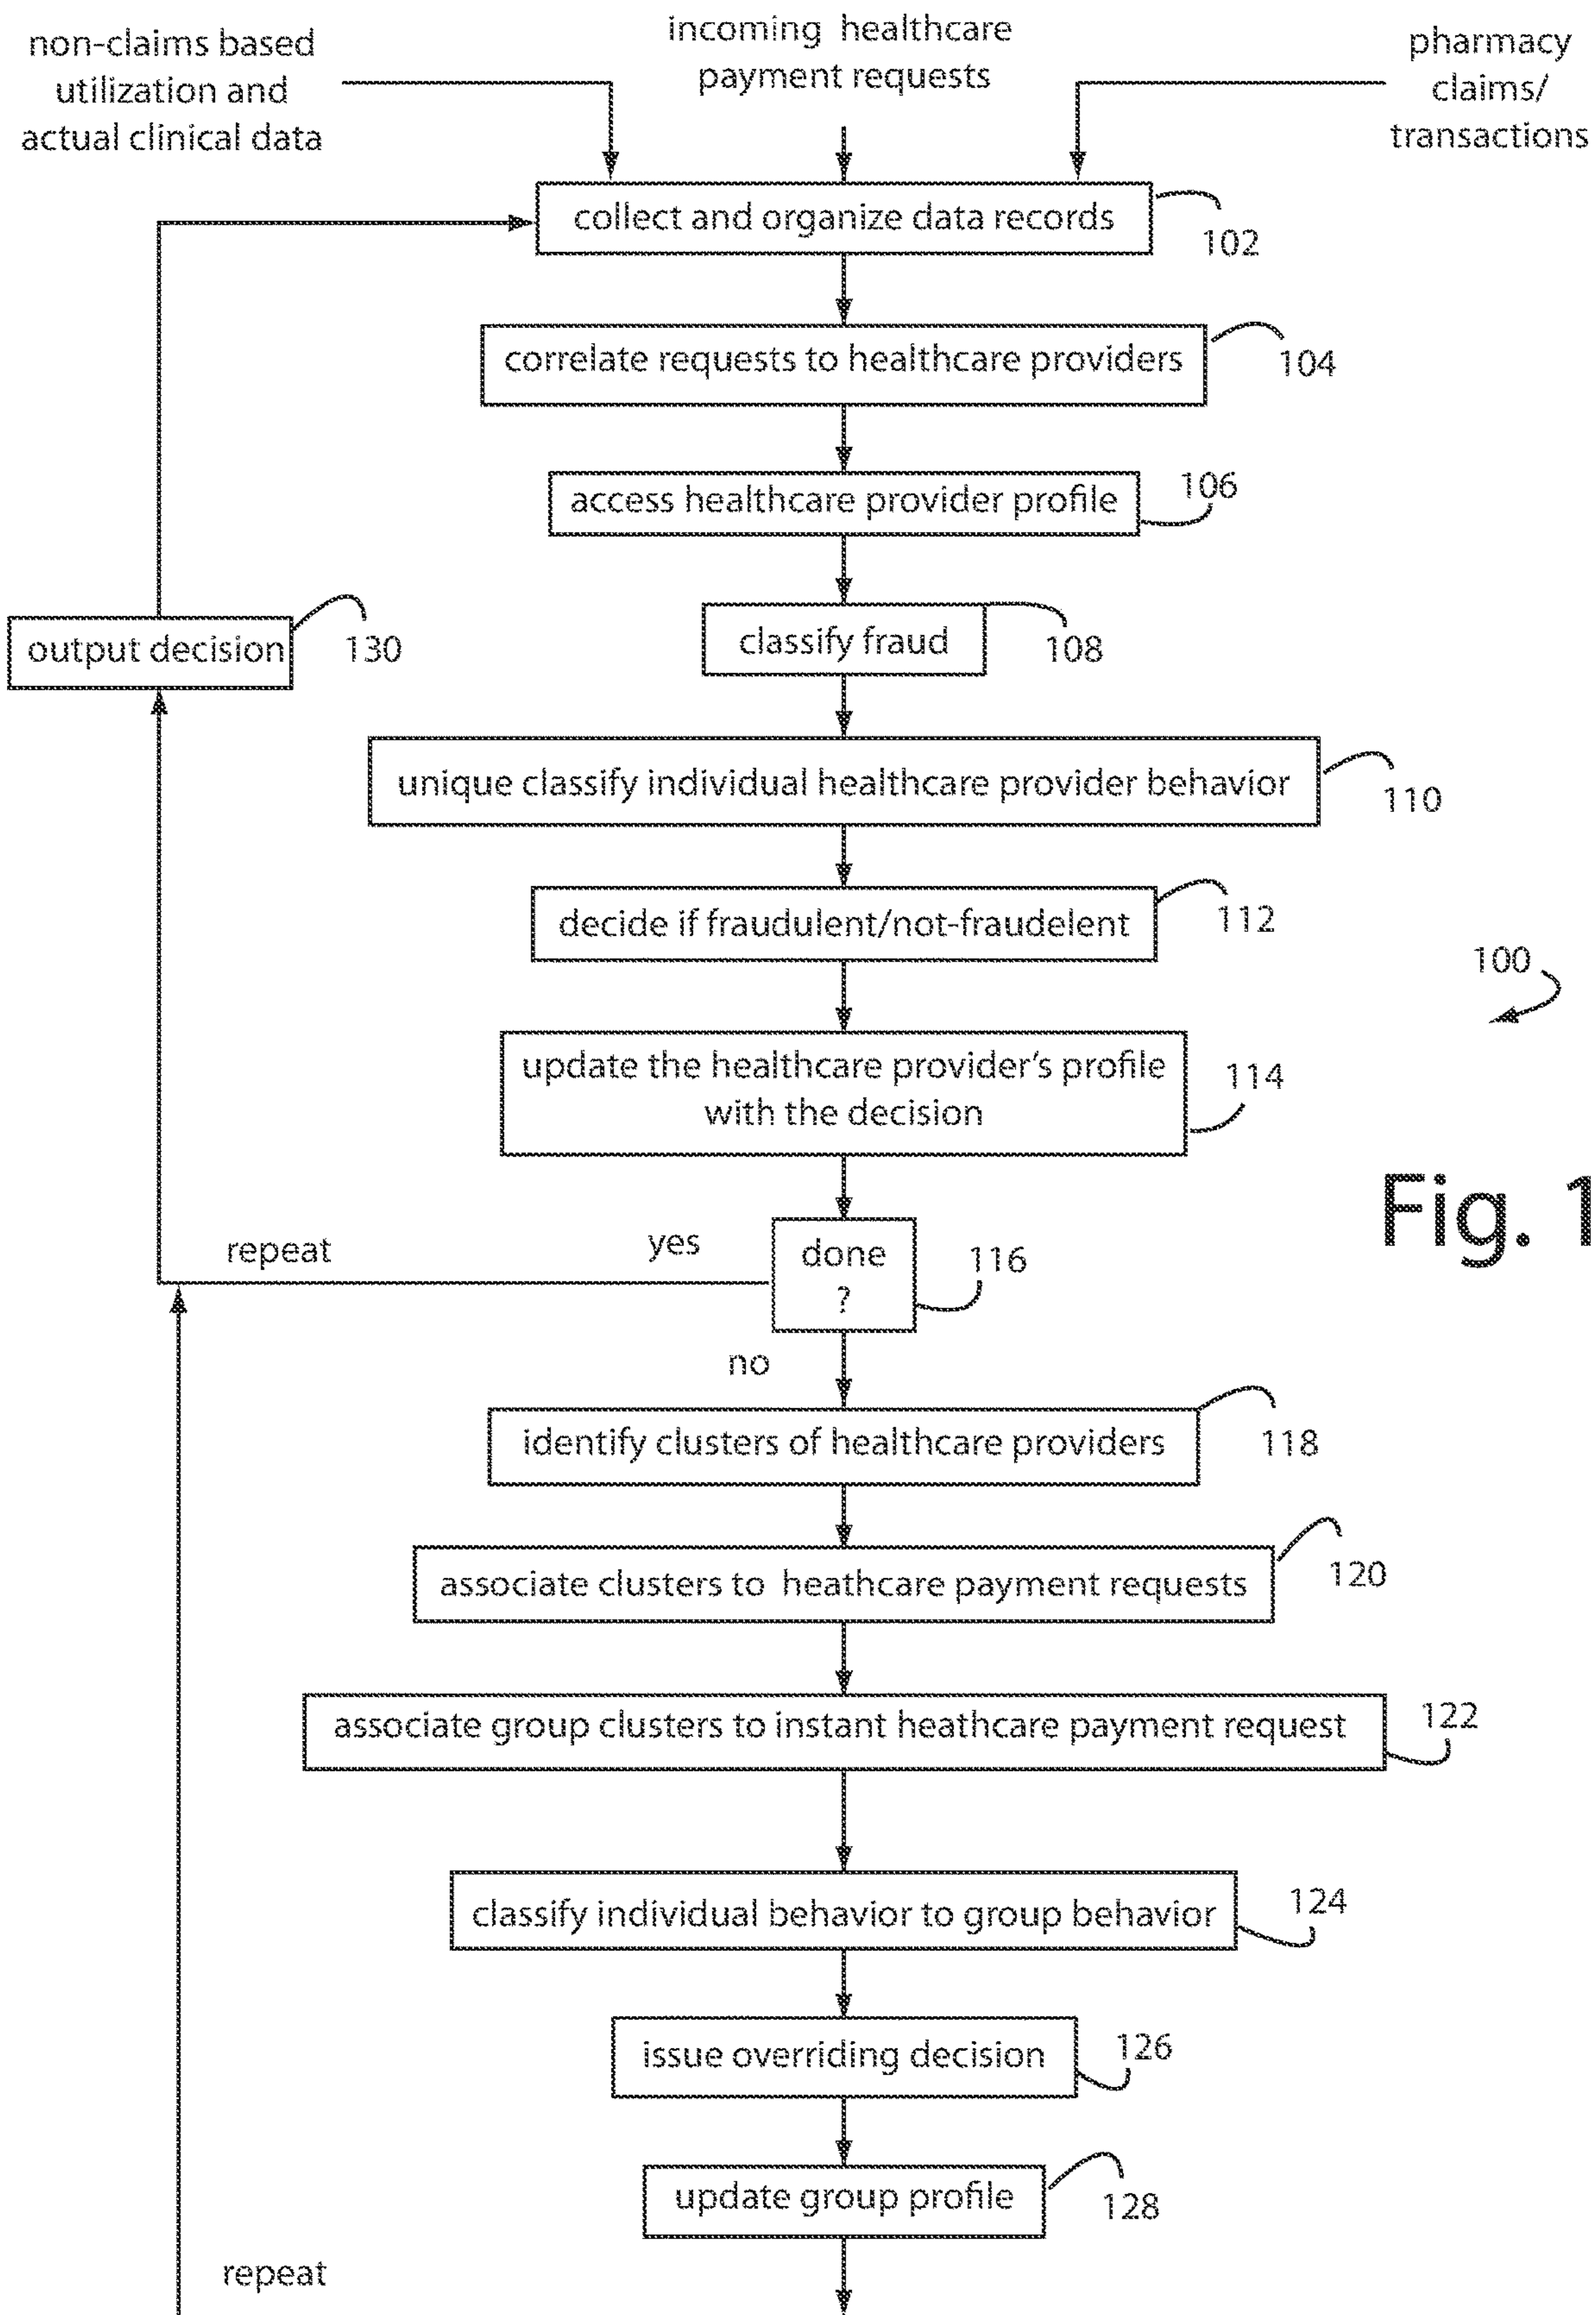 non-claims based
utilization and
actual clinical data
incoming healthcare
payment requests
pharmacy
claims/
transactions
collect and organize data records
102
correlate requests to healthcare providers
104
access healthcare provider profile
106
classify fraud
108
output decision
130
unique classify individual healthcare provider behavior
110
decide if fraudulent/not-fraudelent
112
100
update the healthcare provider's profile
with the decision
114
Fig. 1
repeat
yes
done
?
116
no
identify clusters of healthcare providers
118
associate clusters to heathcare payment requests
120
associate group clusters to instant heathcare payment request
122
classify individual behavior to group behavior
124
issue overriding decision
126
update group profile
128
repeat